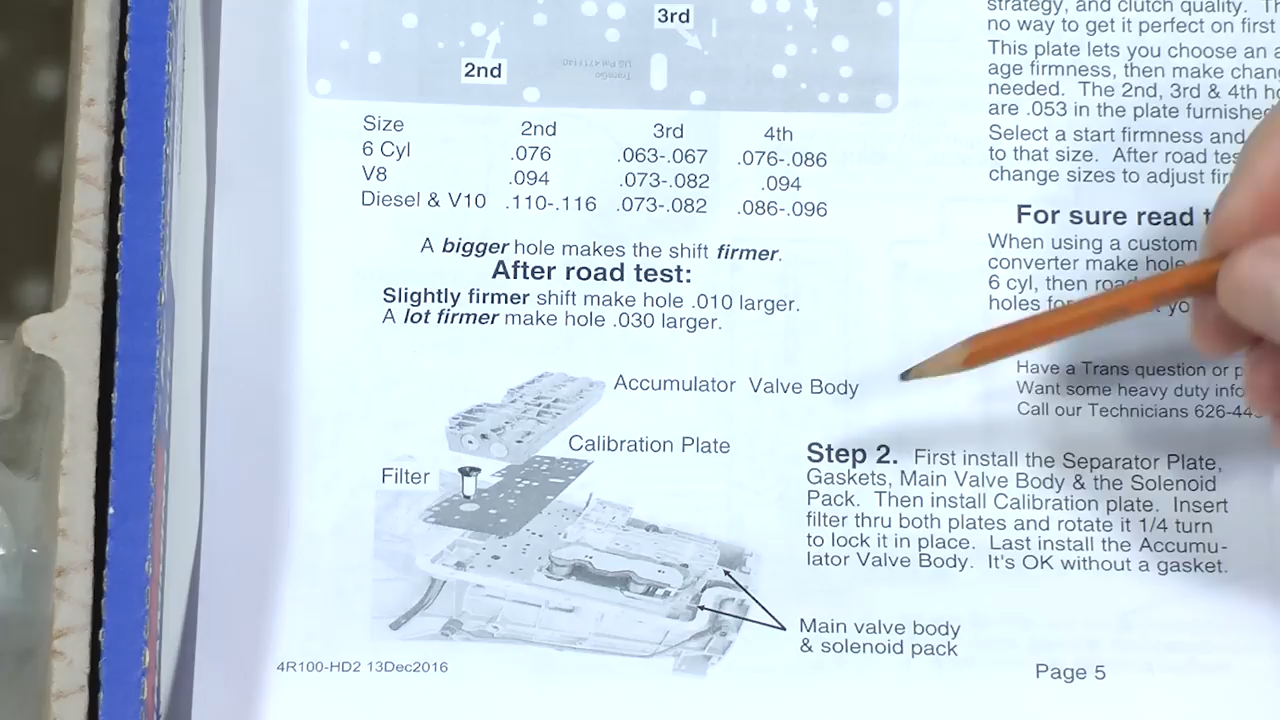 3rd
2nd
TransGo
US Pat 4711140
Size 2nd 3rd 4th
6 Cyl .076 .063-.067 .076-.086
V8 .094 .073-.082 .094
Diesel & V10 .110-.116 .073-.082 .086-.096
A bigger hole makes the shift firmer.
After road test:
Slightly firmer shift make hole .010 larger.
A lot firmer make hole .030 larger.
Accumulator Valve Body
Calibration Plate
Filter
Main valve body
& solenoid pack
4R100-HD2 13Dec2016
strategy, and clutch quality.
no way to get it perfect on first
This plate lets you choose an
age firmness, then make
needed. The 2nd, 3rd & 4th
are .053 in the plate furnished
Select a start firmness and
to that size. After road
change sizes to adjust
For sure read
When using a custom
converter make hole
6 cyl, then
holes
Have a Trans question or
Want some heavy duty
Call our Technicians 626-44
Step 2. First install the Separator Plate,
Gaskets, Main Valve Body & the Solenoid
Pack. Then install Calibration plate. Insert
filter thru both plates and rotate it 1/4 turn
to lock it in place. Last install the Accumu-
lator Valve Body. It's OK without a gasket.
Page 5